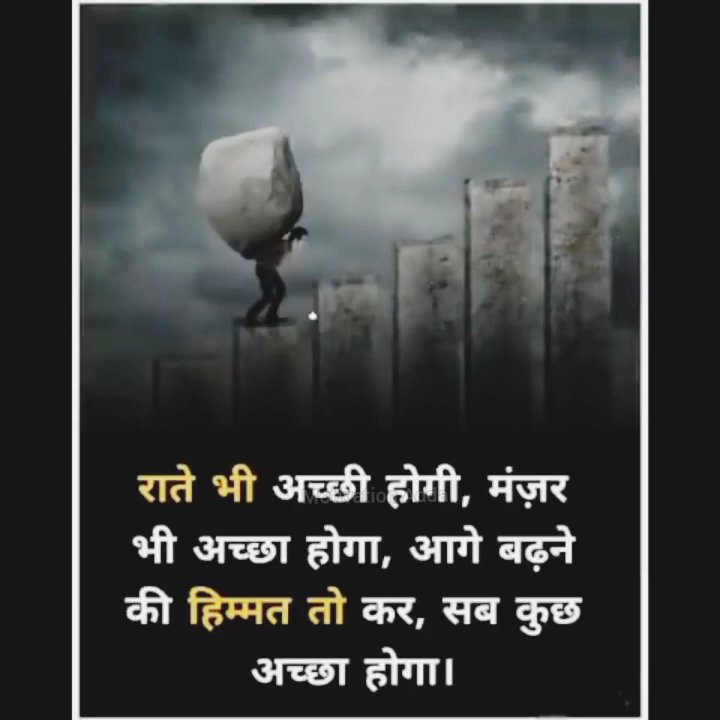 राते भी अच्छी होगी, मंज़र
भी अच्छा होगा, आगे बढ़ने
की हिम्मत तो कर, सब कुछ
अच्छा होगा।